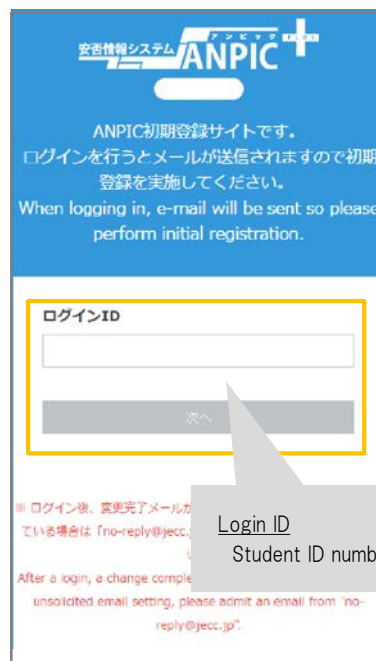 アンピック PLUS
安否情報システム ANPIC+
ANPIC初期登録サイトです。
ログインを行うとメールが送信されますので初期
登録を実施してください。
When logging in, e-mail will be sent so please
perform initial registration.
ログインID
次へ
Login ID
Student ID numb
※ ログイン後、変更完了メールが
ている場合は「no-reply@jecc.j
After a login, a change comple
unsolicited email setting, please admit an email from "no-
reply@jecc.jp".